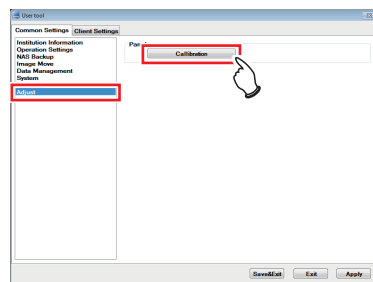 User tool
Common Settings Client Settings
Institution Information
Operation Settings
NAS Backup
Image Move
Data Management
System
Adjust
Callibration
Save&Exit Exit Apply